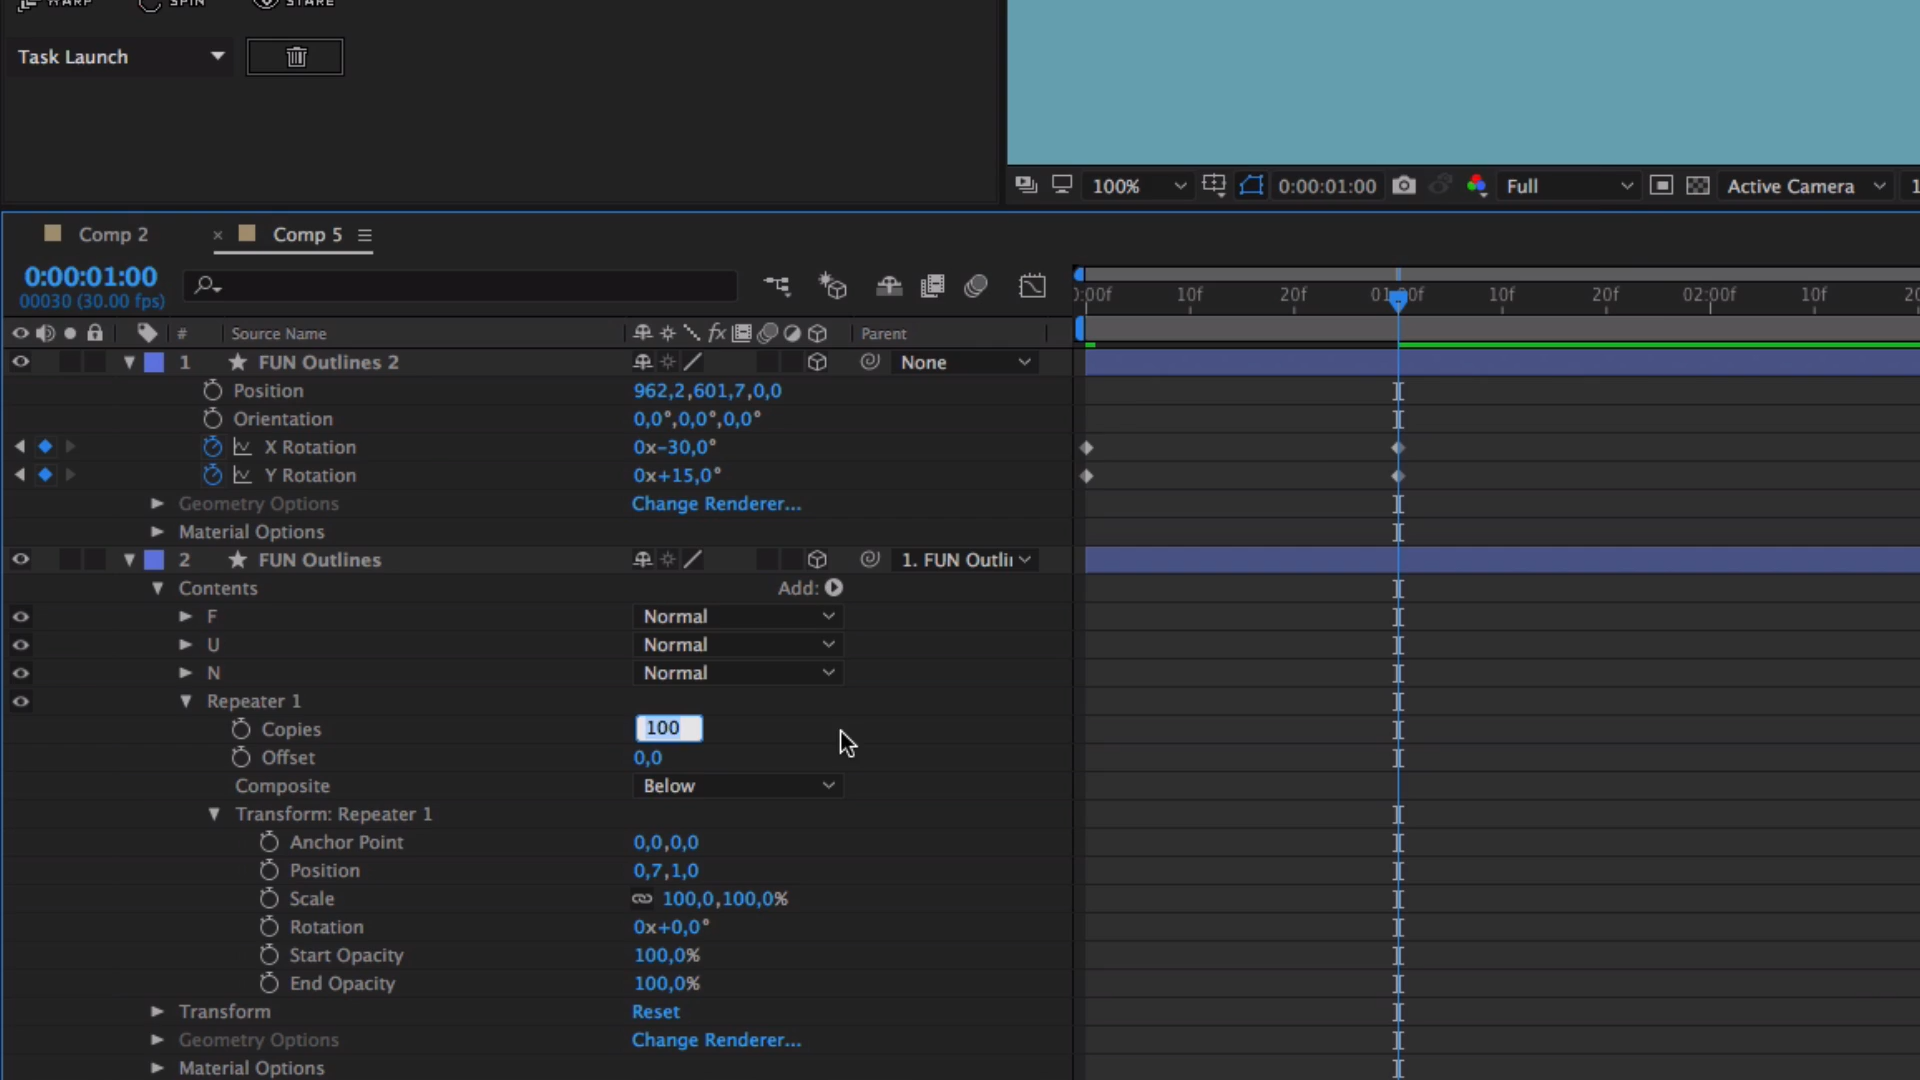 WARP SPIN STARE
Task Launch
100% 0:00:01:00 Full Active Camera 1
Comp 2 × Comp 5
0:00:01:00
00030 (30.00 fps)
0:00f 10f 20f 01:00f 10f 20f 02:00f 10f 20
# Source Name fx Parent
1 FUN Outlines 2 None
Position 962,2,601,7,0,0
Orientation 0,0°,0,0°,0,0°
X Rotation 0x-30,0°
Y Rotation 0x+15,0°
Geometry Options Change Renderer...
Material Options
2 FUN Outlines 1. FUN Outli
Contents Add:
F Normal
U Normal
N Normal
Repeater 1
Copies 100
Offset 0,0
Composite Below
Transform: Repeater 1
Anchor Point 0,0,0,0
Position 0,7,1,0
Scale 100,0,100,0%
Rotation 0x+0,0°
Start Opacity 100,0%
End Opacity 100,0%
Transform Reset
Geometry Options Change Renderer...
Material Options